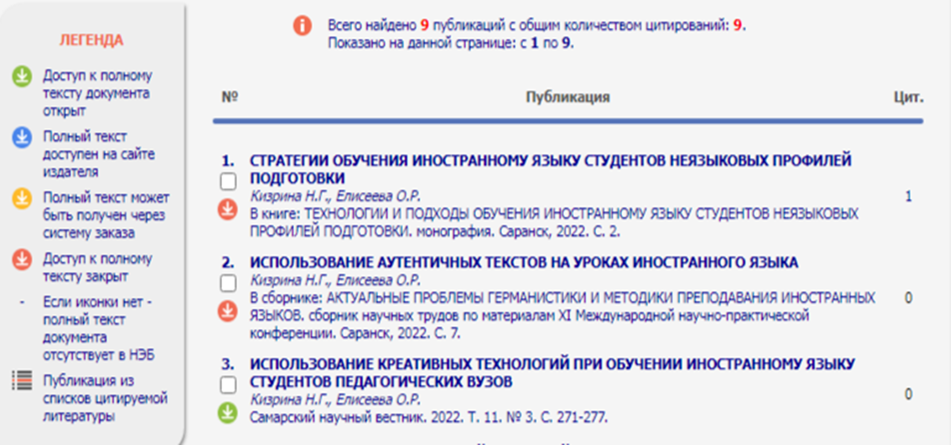 ЛЕГЕНДА
Доступ к полному
тексту документа
открыт
Полный текст
доступен на сайте
издателя
Полный текст может
быть получен через
систему заказа
Доступ к полному
тексту закрыт
- Если иконки нет -
полный текст
документа
отсутствует в НЭБ
Публикация из
списков цитируемой
литературы
Всего найдено 9 публикаций с общим количеством цитирований: 9.
Показано на данной странице: с 1 по 9.
№ Публикация Цит.
1. СТРАТЕГИИ ОБУЧЕНИЯ ИНОСТРАННОМУ ЯЗЫКУ СТУДЕНТОВ НЕЯЗЫКОВЫХ ПРОФИЛЕЙ
ПОДГОТОВКИ
Кизрина Н.Г., Елисеева О.Р. 1
В книге: ТЕХНОЛОГИИ И ПОДХОДЫ ОБУЧЕНИЯ ИНОСТРАННОМУ ЯЗЫКУ СТУДЕНТОВ НЕЯЗЫКОВЫХ
ПРОФИЛЕЙ ПОДГОТОВКИ. монография. Саранск, 2022. С. 2.
2. ИСПОЛЬЗОВАНИЕ АУТЕНТИЧНЫХ ТЕКСТОВ НА УРОКАХ ИНОСТРАННОГО ЯЗЫКА
Кизрина Н.Г., Елисеева О.Р.
В сборнике: АКТУАЛЬНЫЕ ПРОБЛЕМЫ ГЕРМАНИСТИКИ И МЕТОДИКИ ПРЕПОДАВАНИЯ ИНОСТРАННЫХ 0
ЯЗЫКОВ. сборник научных трудов по материалам XI Международной научно-практической
конференции. Саранск, 2022. С. 7.
3. ИСПОЛЬЗОВАНИЕ КРЕАТИВНЫХ ТЕХНОЛОГИЙ ПРИ ОБУЧЕНИИ ИНОСТРАННОМУ ЯЗЫКУ
СТУДЕНТОВ ПЕДАГОГИЧЕСКИХ ВУЗОВ
Кизрина Н.Г., Елисеева О.Р. 0
Самарский научный вестник. 2022. Т. 11. № 3. С. 271-277.